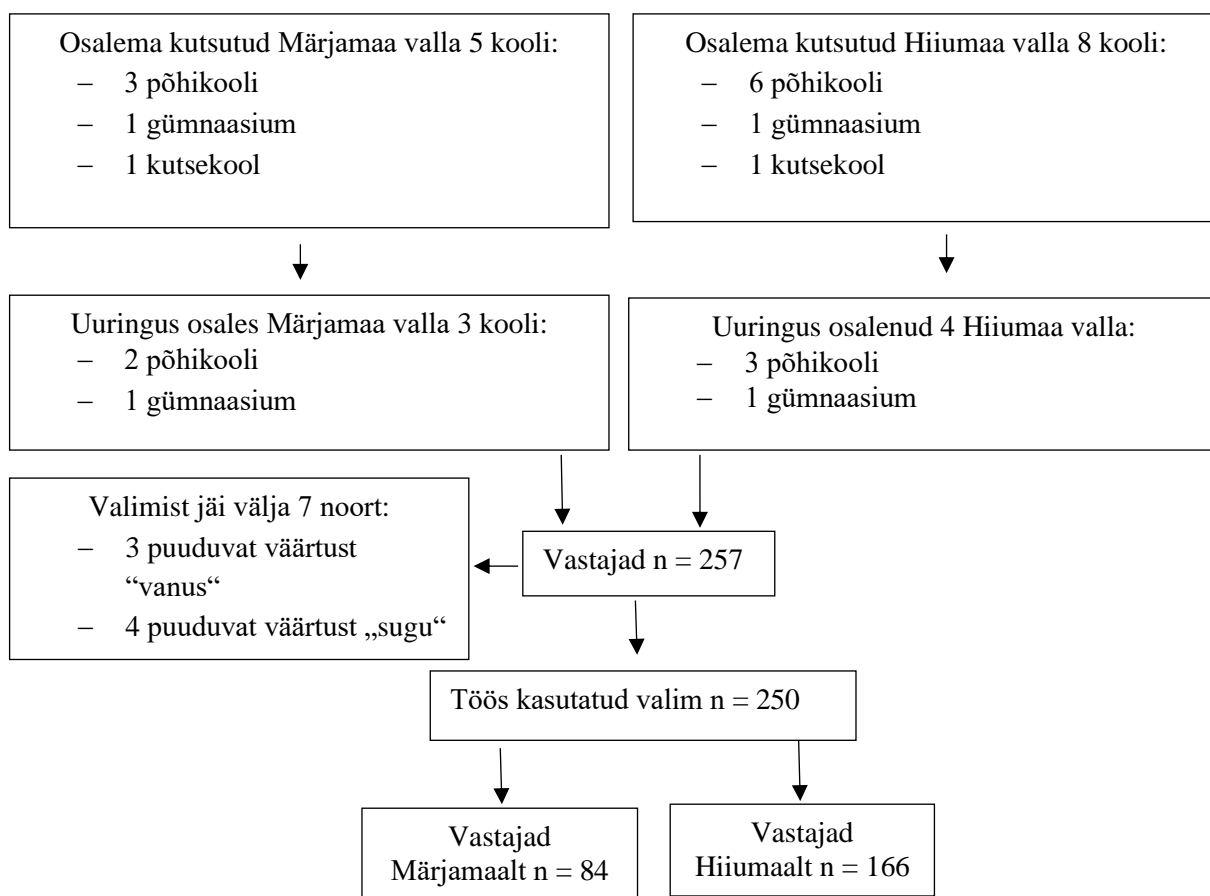 Osalema kutsutud Märjamaa valla 5 kooli:
– 3 põhikooli
– 1 gümnaasium
– 1 kutsekool
Osalema kutsutud Hiiumaa valla 8 kooli:
– 6 põhikooli
– 1 gümnaasium
– 1 kutsekool
Uuringus osales Märjamaa valla 3 kooli:
– 2 põhikooli
– 1 gümnaasium
Uuringus osalenud 4 Hiiumaa valla:
– 3 põhikooli
– 1 gümnaasium
Valimist jäi välja 7 noort:
– 3 puuduvat väärtust
“vanus“
– 4 puuduvat väärtust „sugu“
Vastajad n = 257
Töös kasutatud valim n = 250
Vastajad
Märjamaalt n = 84
Vastajad
Hiiumaalt n = 166